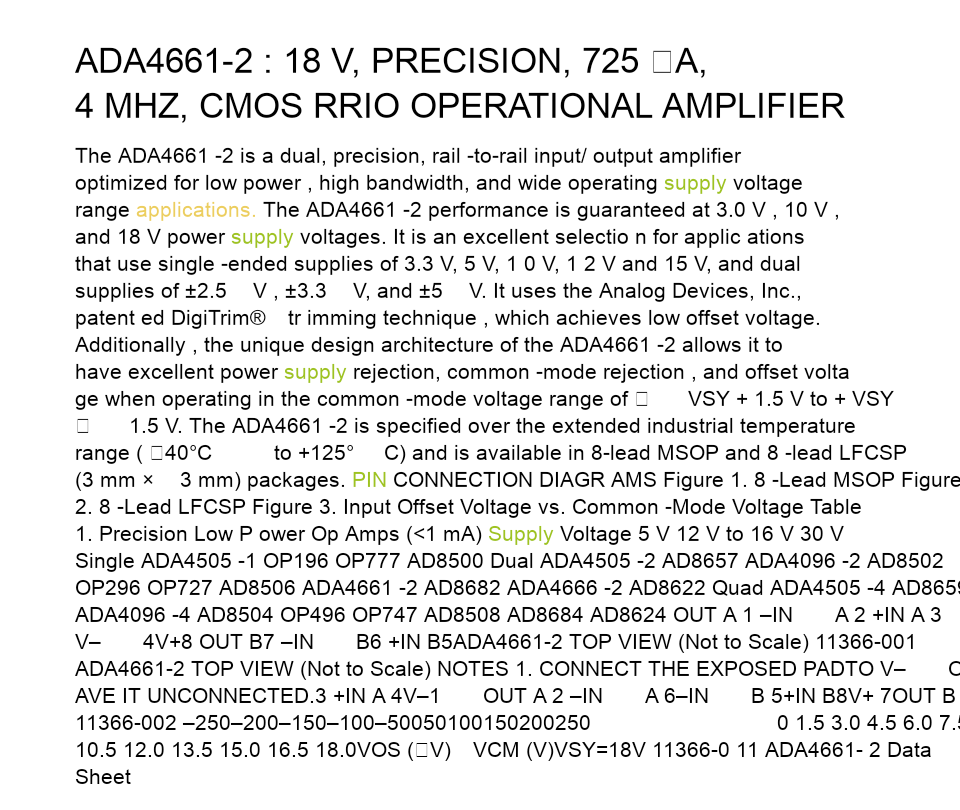 ADA4661-2 : 18 V, PRECISION, 725 □A,
4 MHZ, CMOS RRIO OPERATIONAL AMPLIFIER
The ADA4661 -2 is a dual, precision, rail -to-rail input/ output amplifier
optimized for low power , high bandwidth, and wide operating supply voltage
range applications. The ADA4661 -2 performance is guaranteed at 3.0 V , 10 V ,
and 18 V power supply voltages. It is an excellent selectio n for applic ations
that use single -ended supplies of 3.3 V, 5 V, 1 0 V, 1 2 V and 15 V, and dual
supplies of ±2.5 V , ±3.3 V, and ±5 V. It uses the Analog Devices, Inc.,
patent ed DigiTrim® tr imming technique , which achieves low offset voltage.
Additionally , the unique design architecture of the ADA4661 -2 allows it to
have excellent power supply rejection, common -mode rejection , and offset volta
ge when operating in the common -mode voltage range of □ VSY + 1.5 V to + VSY
□ 1.5 V. The ADA4661 -2 is specified over the extended industrial temperature
range ( □40°C to +125° C) and is available in 8-lead MSOP and 8 -lead LFCSP
(3 mm × 3 mm) packages. PIN CONNECTION DIAGR AMS Figure 1. 8 -Lead MSOP Figure
2. 8 -Lead LFCSP Figure 3. Input Offset Voltage vs. Common -Mode Voltage Table
1. Precision Low P ower Op Amps (<1 mA) Supply Voltage 5 V 12 V to 16 V 30 V
Single ADA4505 -1 OP196 OP777 AD8500 Dual ADA4505 -2 AD8657 ADA4096 -2 AD8502
OP296 OP727 AD8506 ADA4661 -2 AD8682 ADA4666 -2 AD8622 Quad ADA4505 -4 AD8659
ADA4096 -4 AD8504 OP496 OP747 AD8508 AD8684 AD8624 OUT A 1 –IN A 2 +IN A 3
V– 4V+8 OUT B7 –IN B6 +IN B5ADA4661-2 TOP VIEW (Not to Scale) 11366-001
ADA4661-2 TOP VIEW (Not to Scale) NOTES 1. CONNECT THE EXPOSED PADTO V–
AVE IT UNCONNECTED.3 +IN A 4V–1 OUT A 2 –IN A 6–IN B 5+IN B8V+ 7OUT B
11366-002 –250–200–150–100–50050100150200250 0 1.5 3.0 4.5 6.0 7.5
10.5 12.0 13.5 15.0 16.5 18.0VOS (□V) VCM (V)VSY=18V 11366-0 11 ADA4661- 2 Data
Sheet